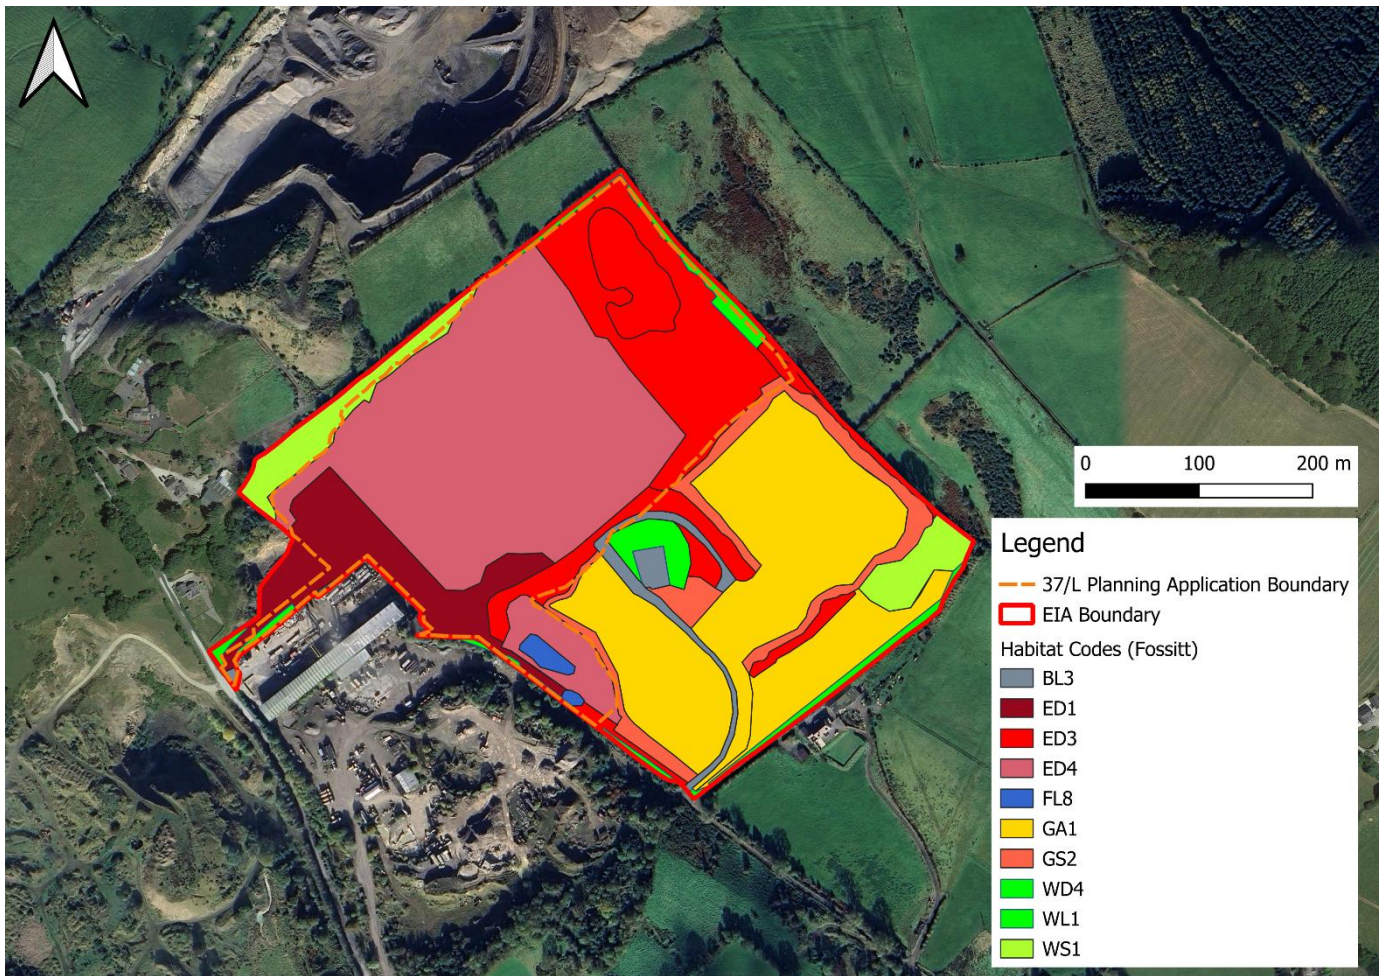 0 100 200 m
Legend
37/L Planning Application Boundary
EIA Boundary
Habitat Codes (Fossitt)
BL3
ED1
ED3
ED4
FL8
GA1
GS2
WD4
WL1
WS1